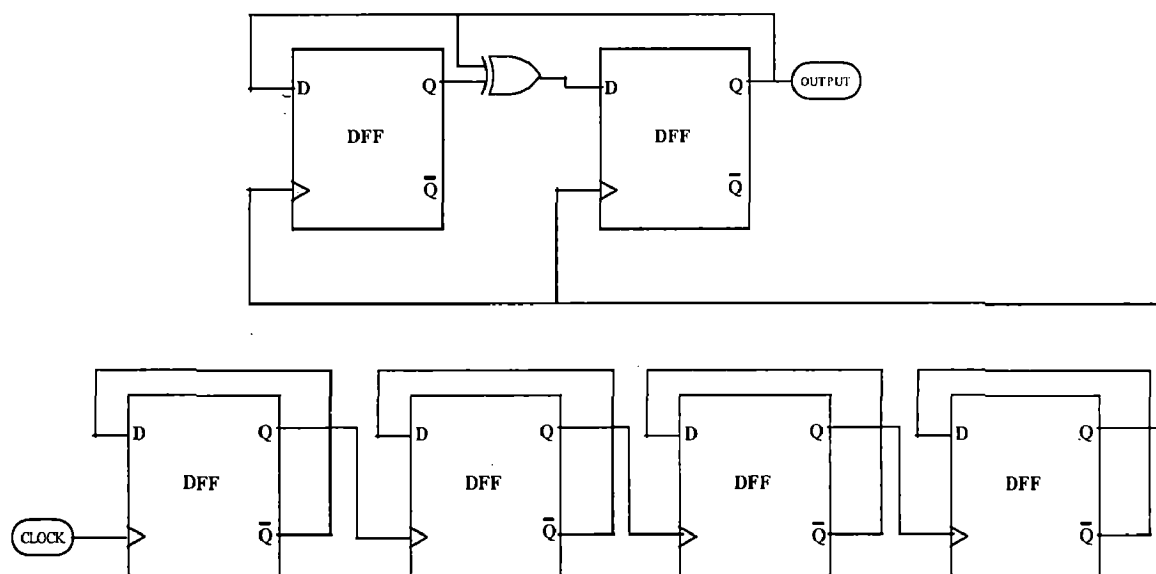 D Q D Q OUTPUT
DFF DFF
Q̅ Q̅
D Q D Q D Q D Q
DFF DFF DFF DFF
CLOCK Q̅ Q̅ Q̅ Q̅